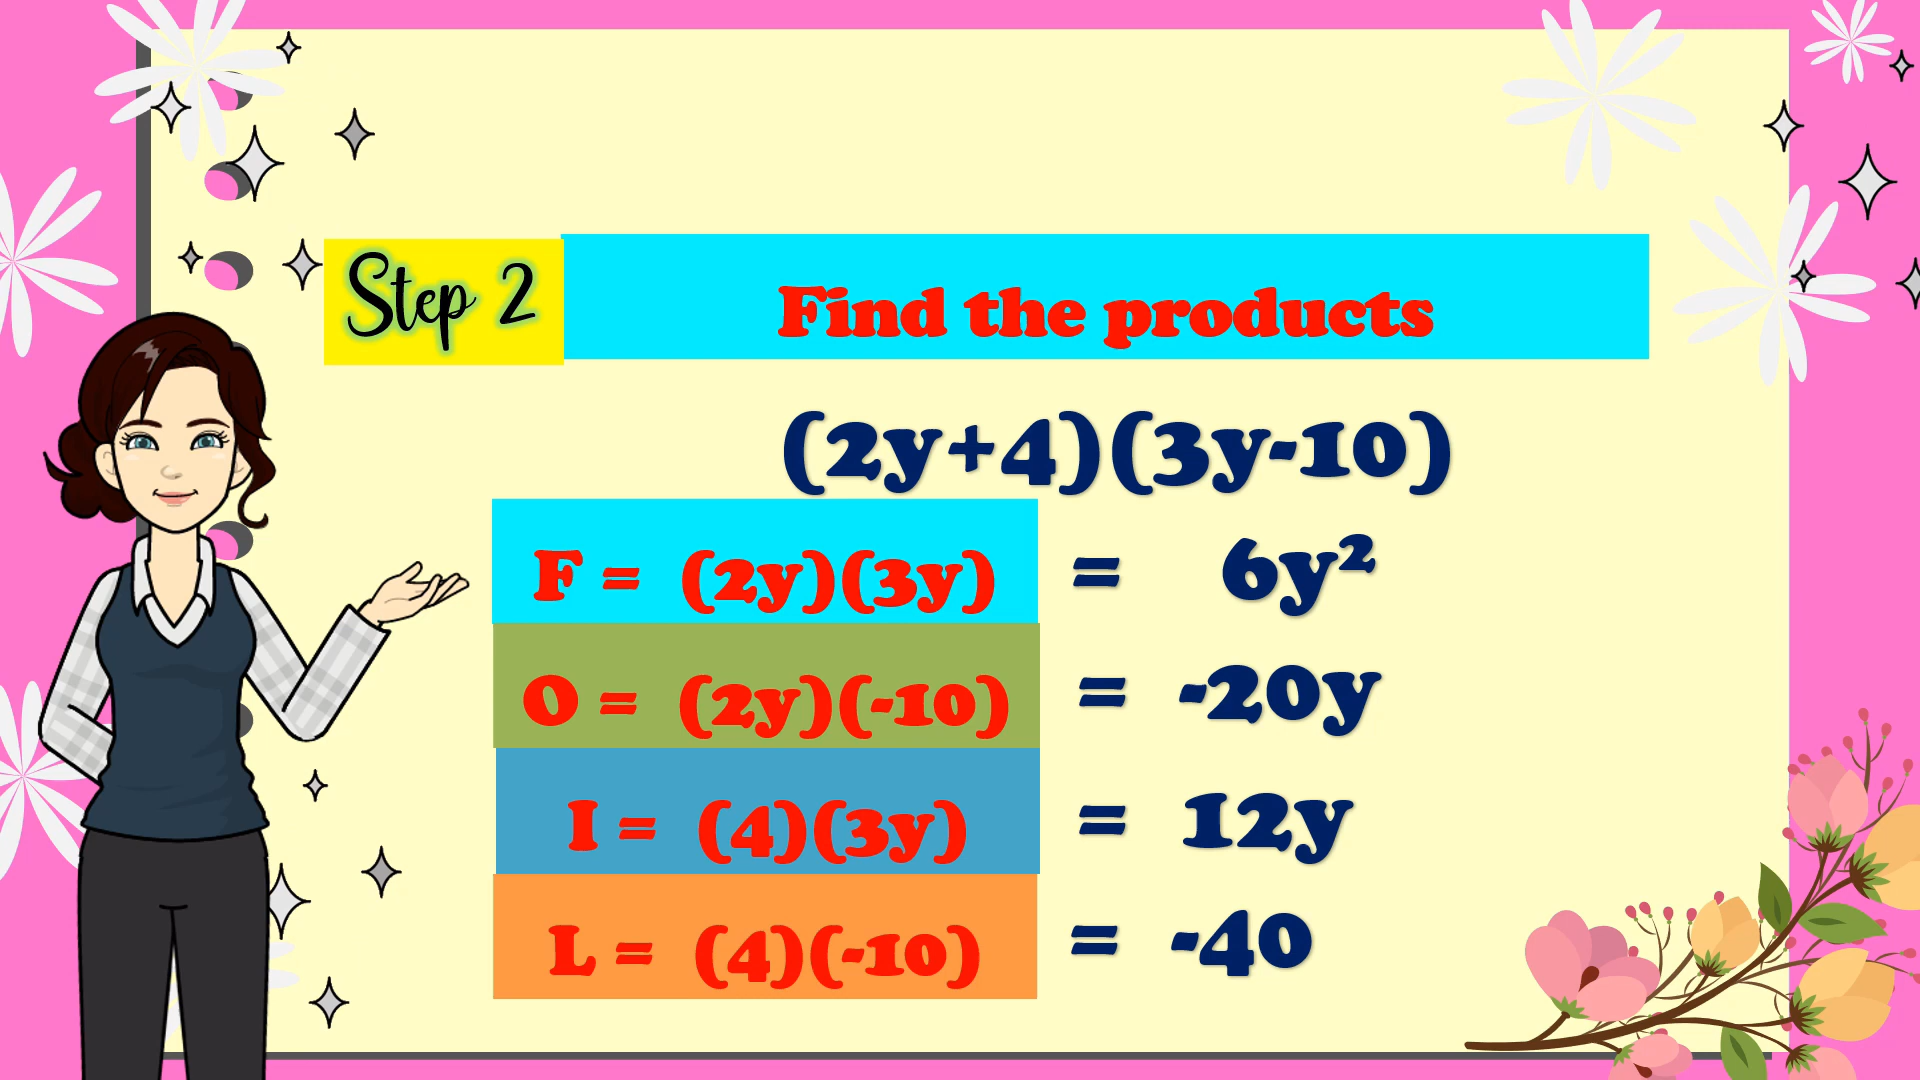 Step 2 Find the products
(2y+4)(3y-10)
F = (2y)(3y) = 6y²
O = (2y)(-10) = -20y
I = (4)(3y) = 12y
L = (4)(-10) = -40